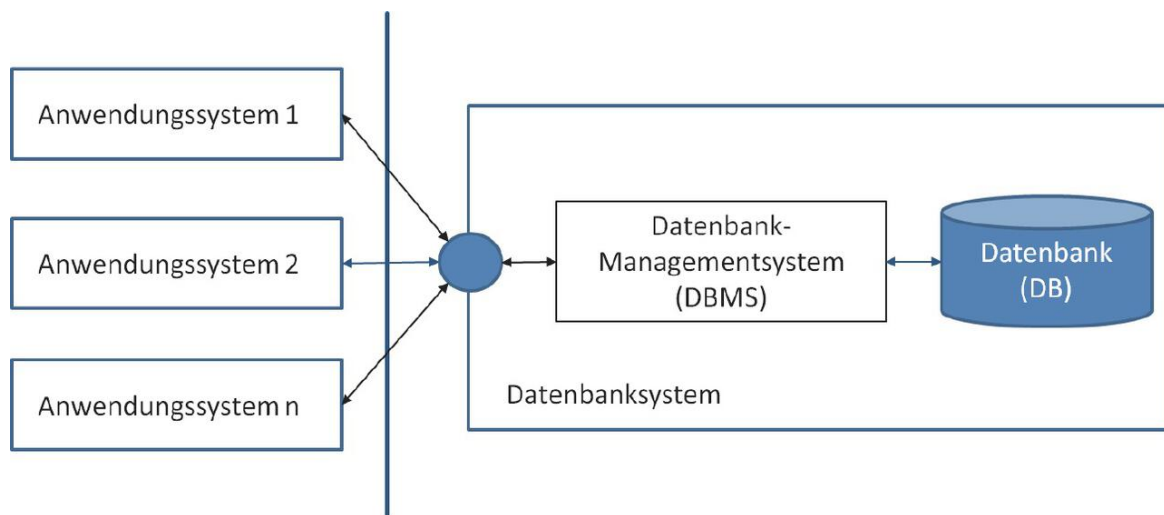 Anwendungssystem 1
Anwendungssystem 2
Anwendungssystem n
Datenbank-
Managementsystem
(DBMS)
Datenbank
(DB)
Datenbanksystem